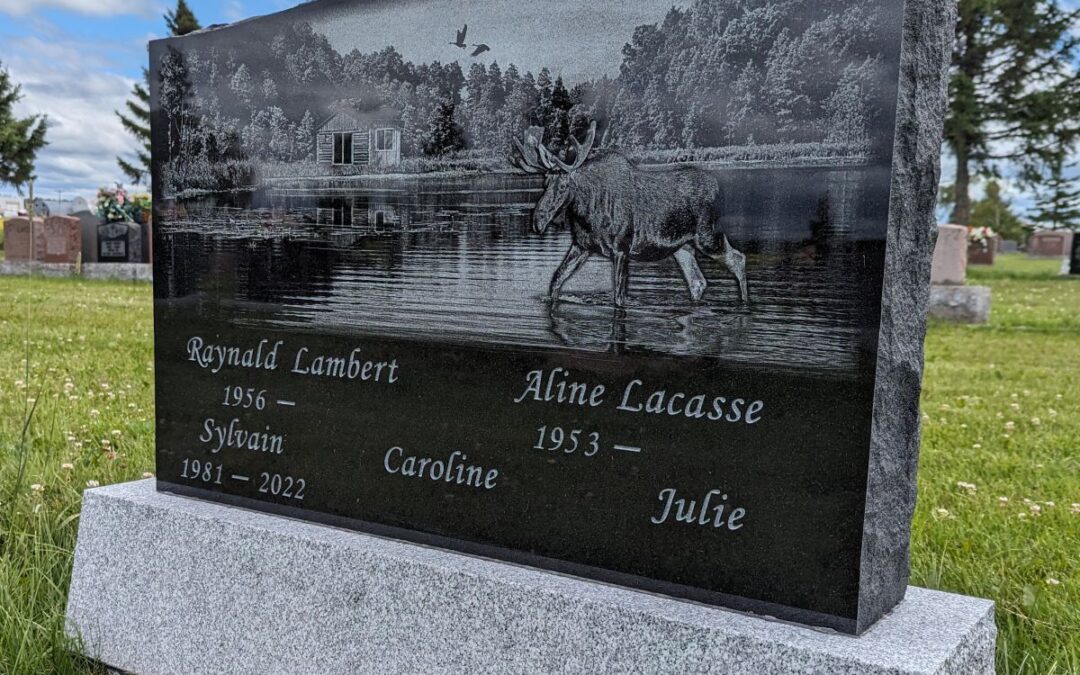 Raynald Lambert
1956 –
Aline Lacasse
1953 –
Sylvain
1981 – 2022
Caroline
Julie